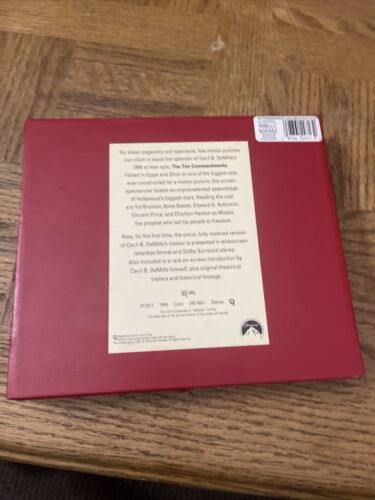 For sheer pageantry and spectacle, few motion pictures
can claim to equal the splendor of Cecil B. DeMille's
1956 screen epic, The Ten Commandments.
Filmed in Egypt and Sinai on one of the biggest sets
ever constructed for a motion picture, this screen
spectacular boasts an unprecedented assemblage
of Hollywood's biggest stars. Heading the cast
are Yul Brynner, Anne Baxter, Edward G. Robinson,
Vincent Price, and Charlton Heston as Moses,
the prophet who led his people to freedom.
Now, for the first time, the uncut, fully restored version
of Cecil B. DeMille's classic is presented in widescreen
letterbox format and Dolby Surround stereo.
Also included is a rare on-screen introduction by
Cecil B. DeMille himself, plus original theatrical
trailers and historical footage.
1956 Color Stereo
Paramount